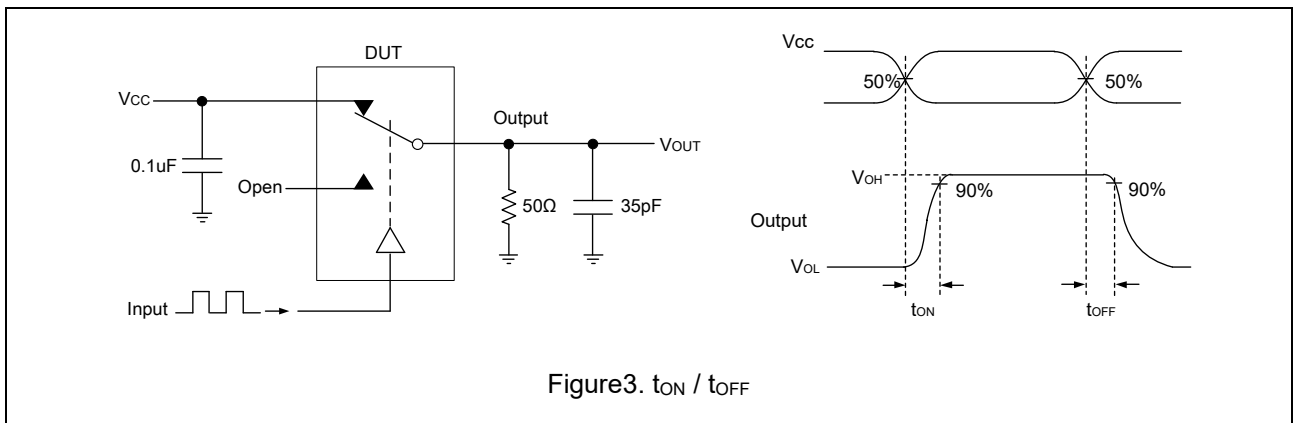 DUT
Vcc
0.1uF
Open
Output
VOUT
50Ω
35pF
Input
Vcc
50%
50%
VOH
90%
90%
Output
VOL
tON
tOFF
Figure3. tON / tOFF